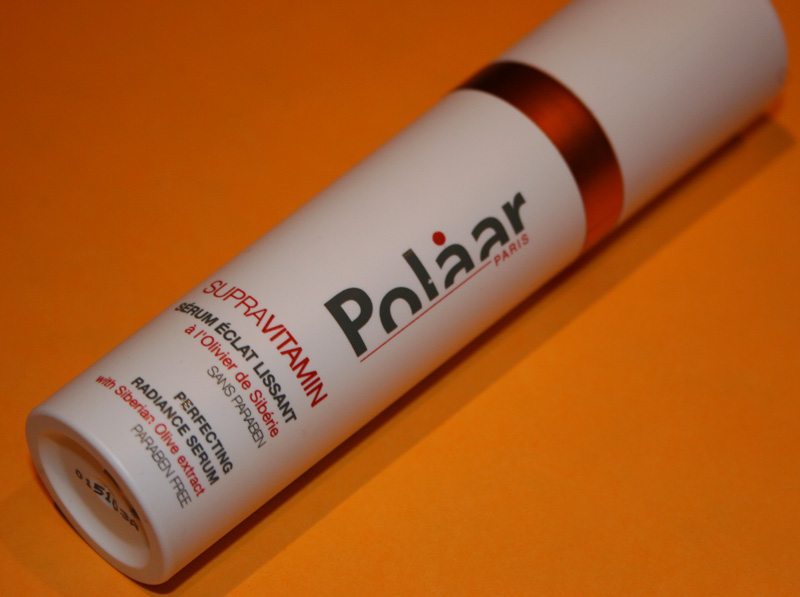 Polaar
PARIS
SUPRAVITAMIN
SÉRUM ÉCLAT LISSANT
à l'Olivier de Sibérie
SANS PARABEN
PERFECTING
RADIANCE SERUM
with Siberian Olive extract
PARABEN FREE